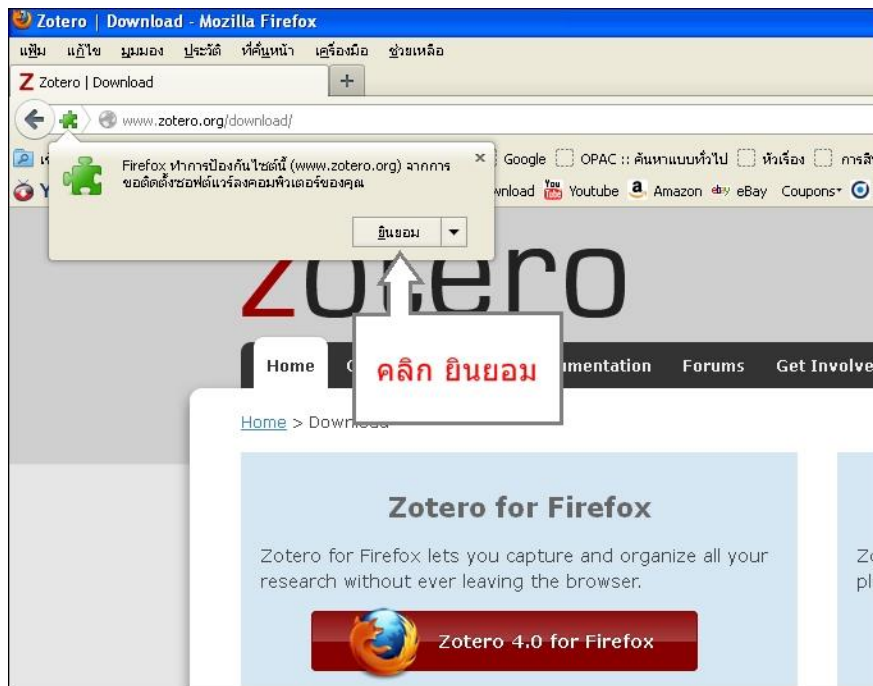 Zotero | Download - Mozilla Firefox
แฟ้ม แก้ไข มุมมอง ประวัติ ที่คั่นหน้า เครื่องมือ ช่วยเหลือ
Z Zotero | Download +
www.zotero.org/download/
Google OPAC :: ค้นหาแบบทั่วไป หัวเรื่อง
Firefox ทำการป้องกันไซต์นี้ (www.zotero.org) จากการ ×
ขอติดตั้งซอฟต์แวร์ลงคอมพิวเตอร์ของคุณ
Y You Tube Youtube a Amazon ebay eBay Coupons
ยินยอม
zotero
คลิก ยินยอม
Home Forums
Home > Download
Zotero for Firefox
Zotero for Firefox lets you capture and organize all your
research without ever leaving the browser.
Zotero 4.0 for Firefox